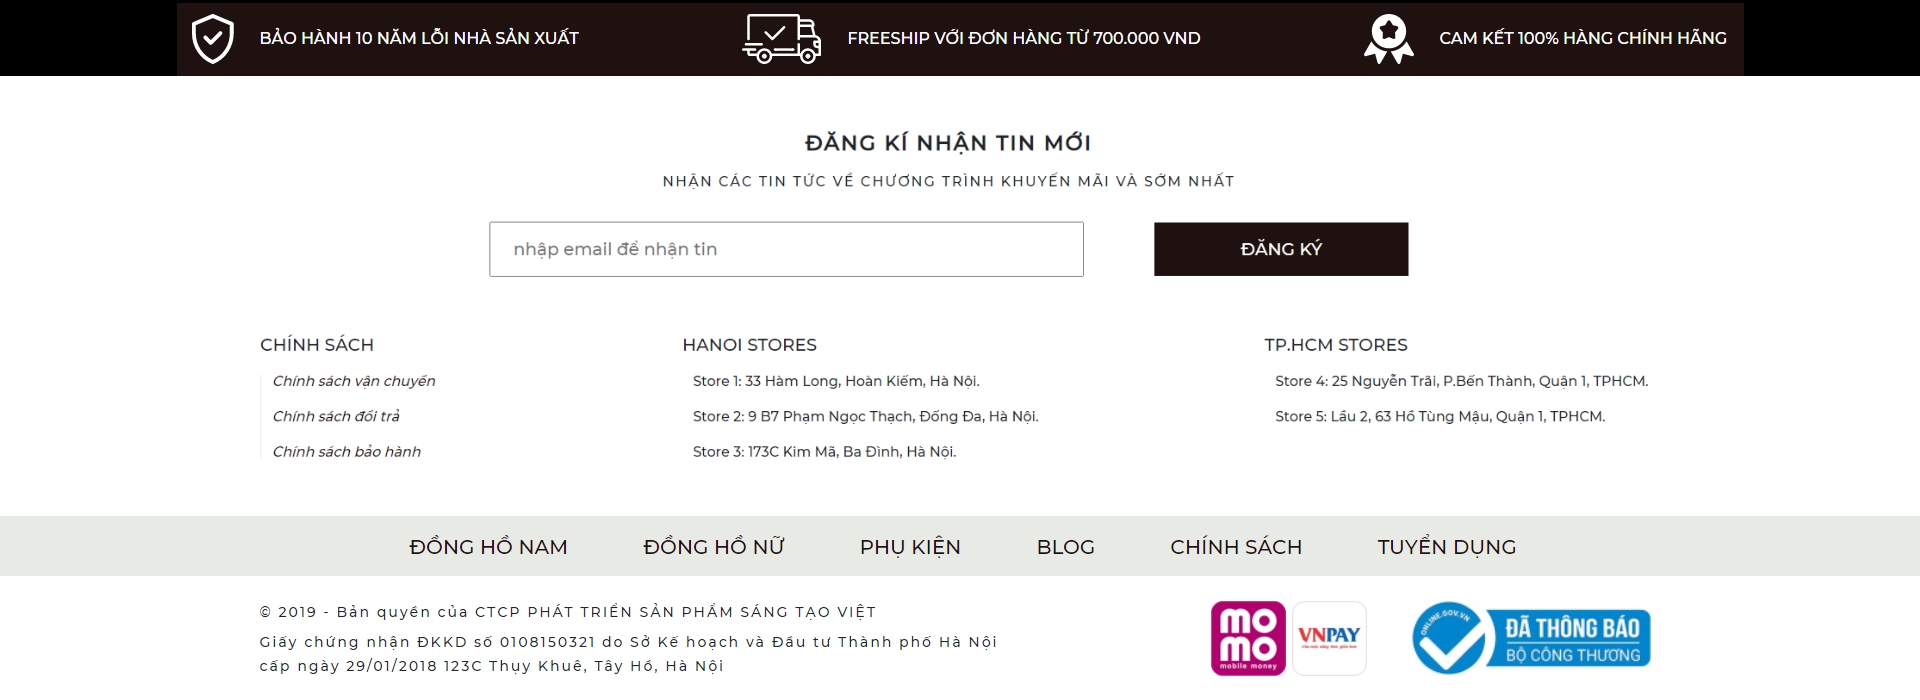 BẢO HÀNH 10 NĂM LỖI NHÀ SẢN XUẤT
FREESHIP VỚI ĐƠN HÀNG TỪ 700.000 VND
CAM KẾT 100% HÀNG CHÍNH HÃNG
ĐĂNG KÍ NHẬN TIN MỚI
NHẬN CÁC TIN TỨC VỀ CHƯƠNG TRÌNH KHUYẾN MÃI VÀ SỚM NHẤT
nhập email để nhận tin
ĐĂNG KÝ
CHÍNH SÁCH
Chính sách vận chuyển
Chính sách đổi trả
Chính sách bảo hành
HANOI STORES
Store 1: 33 Hàm Long, Hoàn Kiếm, Hà Nội.
Store 2: 9 B7 Phạm Ngọc Thạch, Đống Đa, Hà Nội.
Store 3: 173C Kim Mã, Ba Đình, Hà Nội.
TP.HCM STORES
Store 4: 25 Nguyễn Trãi, P.Bến Thành, Quận 1, TPHCM.
Store 5: Lầu 2, 63 Hồ Tùng Mậu, Quận 1, TPHCM.
ĐỒNG HỒ NAM
ĐỒNG HỒ NỮ
PHỤ KIỆN
BLOG
CHÍNH SÁCH
TUYỂN DỤNG
© 2019 - Bản quyền của CTCP PHÁT TRIỂN SẢN PHẨM SÁNG TẠO VIỆT
Giấy chứng nhận ĐKKD số 0108150321 do Sở Kế hoạch và Đầu tư Thành phố Hà Nội
cấp ngày 29/01/2018 123C Thụy Khuê, Tây Hồ, Hà Nội
mo
mo
mobile money
VNPAY
ONLINE.GOV.VN
ĐÃ THÔNG BÁO
BỘ CÔNG THƯƠNG